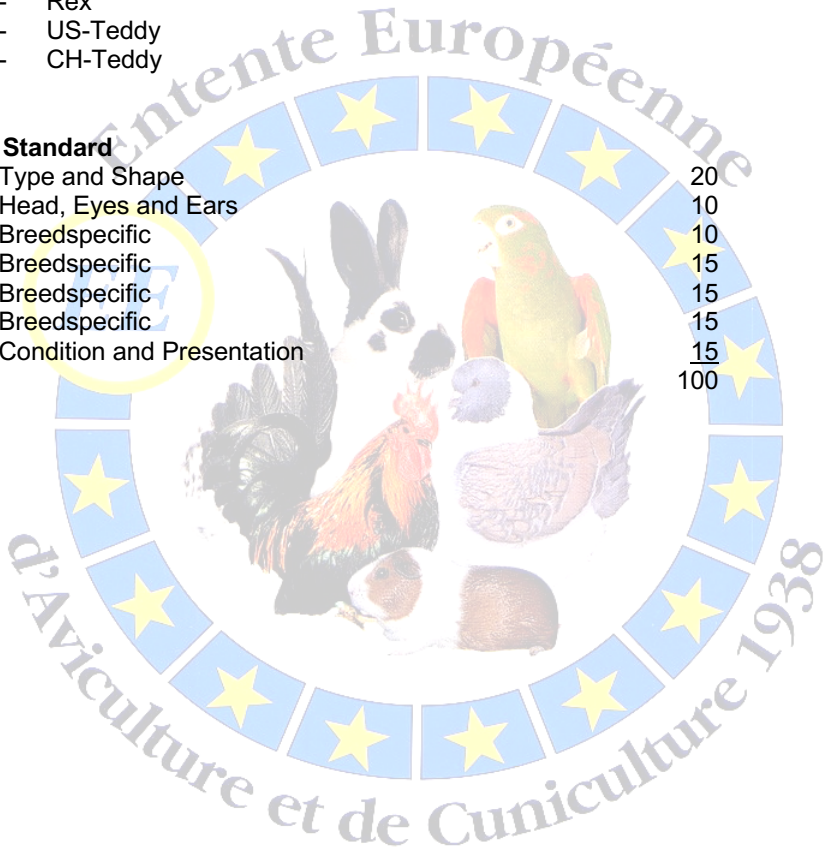 - Rex
- US-Teddy
- CH-Teddy
Entente Européenne
Standard
Type and Shape 20
Head, Eyes and Ears 10
Breedspecific 10
Breedspecific 15
Breedspecific 15
Breedspecific 15
Condition and Presentation 15
100
EE
d'Aviculture et de Cuniculture 1938